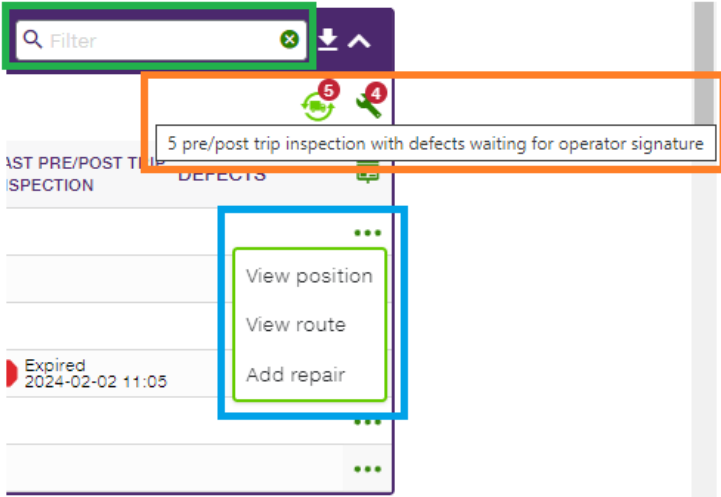 Filter
5 4
5 pre/post trip inspection with defects waiting for operator signature
AST PRE/POST TRIP
ISPECTION
DEFECTS
View position
View route
Expired
2024-02-02 11:05
Add repair